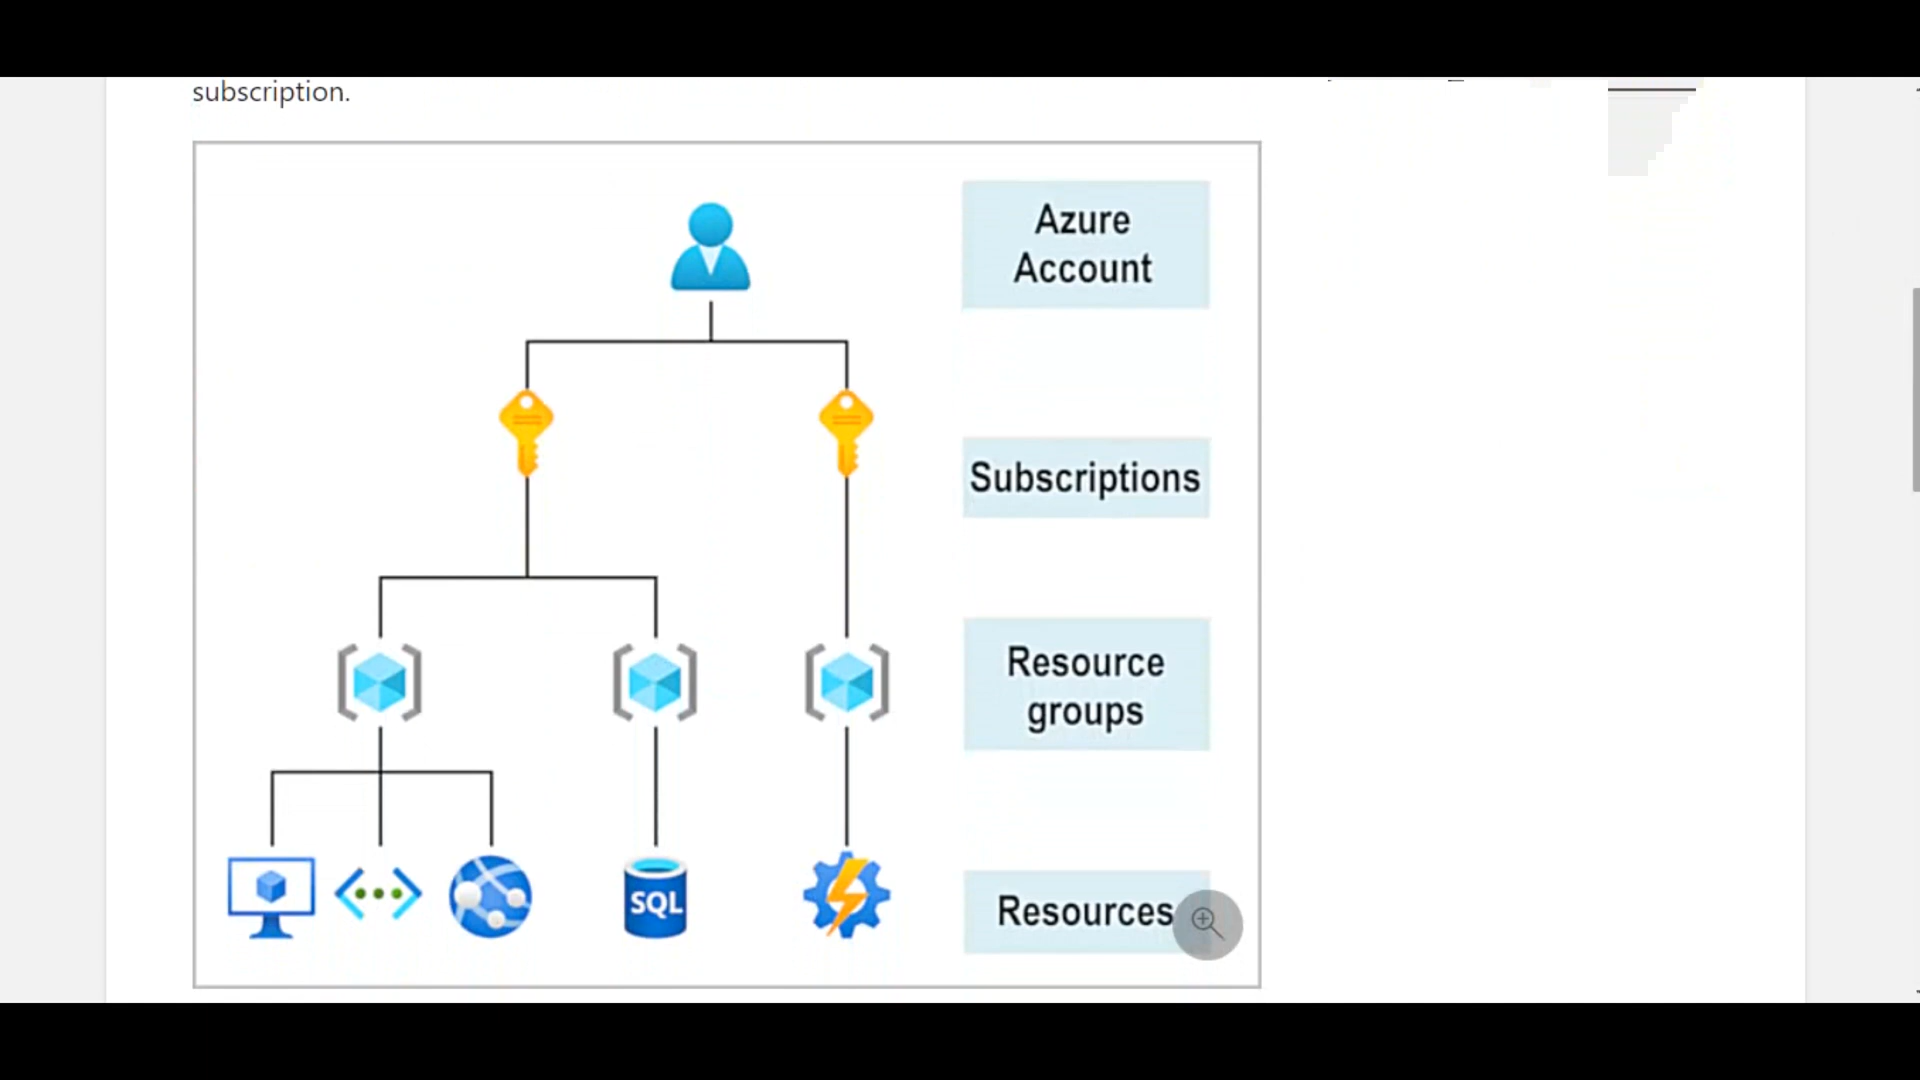 subscription.
Azure
Account
Subscriptions
Resource
groups
SQL
Resources